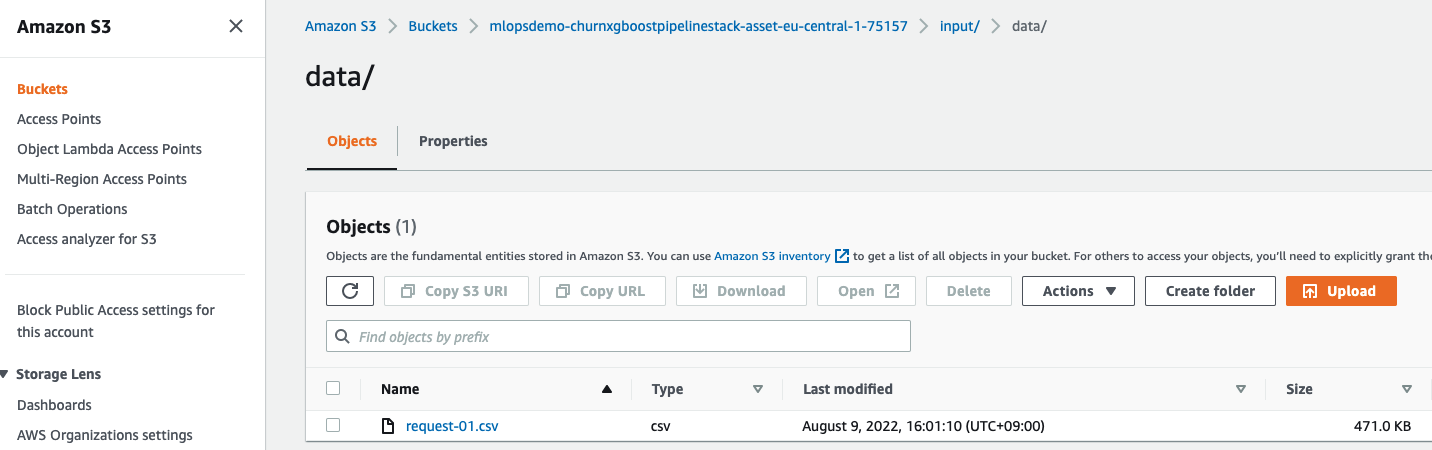 Amazon S3
Buckets
Access Points
Object Lambda Access Points
Multi-Region Access Points
Batch Operations
Access analyzer for S3
Block Public Access settings for
this account
Storage Lens
Dashboards
AWS Organizations settings
Amazon S3 Buckets mlopsdemo-churnxgboostpipelinestack-asset-eu-central-1-75157 input/ data/
data/
Objects Properties
Objects (1)
Objects are the fundamental entities stored in Amazon S3. You can use Amazon S3 inventory to get a list of all objects in your bucket. For others to access your objects, you'll need to explicitly grant the
Copy S3 URI Copy URL Download Open Delete Actions Create folder Upload
Find objects by prefix
Name Type Last modified Size
request-01.csv csv August 9, 2022, 16:01:10 (UTC+09:00) 471.0 KB